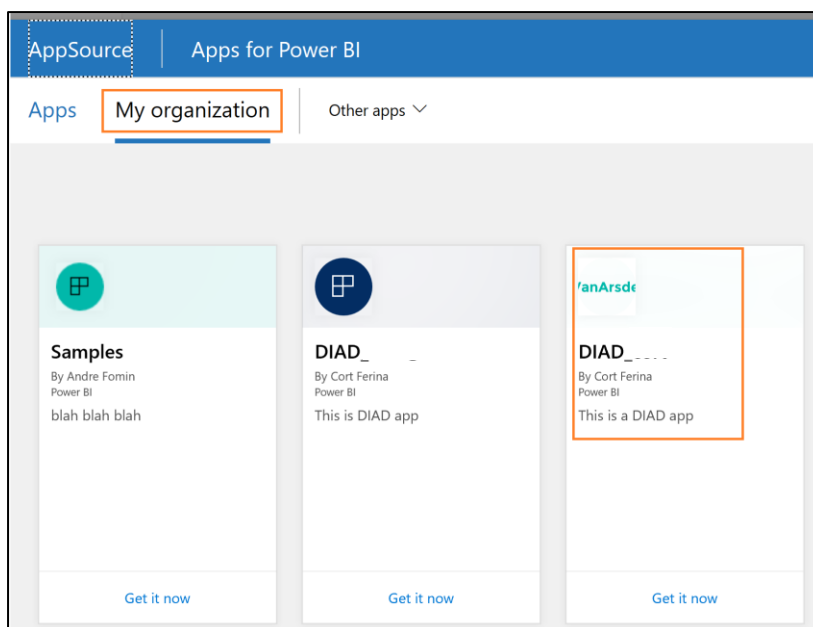 AppSource
Apps for Power BI
Apps
My organization
Other apps
Samples
By Andre Fomin
Power BI
blah blah blah
Get it now
DIAD_
By Cort Ferina
Power BI
This is DIAD app
Get it now
VanArsde
DIAD_
By Cort Ferina
Power BI
This is a DIAD app
Get it now